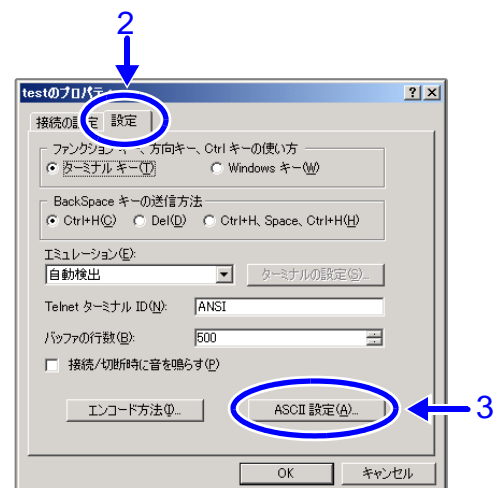 2
testのプロパティ
? ×
接続の設定 設定
ファンクション キー、方向キー、Ctrl キーの使い方
ターミナル キー(T) Windows キー(W)
BackSpace キーの送信方法
Ctrl+H(C) Del(D) Ctrl+H、Space、Ctrl+H(H)
エミュレーション(E):
自動検出 ターミナルの設定(S)...
Telnet ターミナル ID(N): ANSI
バッファの行数(B): 500
接続/切断時に音を鳴らす(P)
エンコード方法(I)... ASCII 設定(A)... 3
OK キャンセル